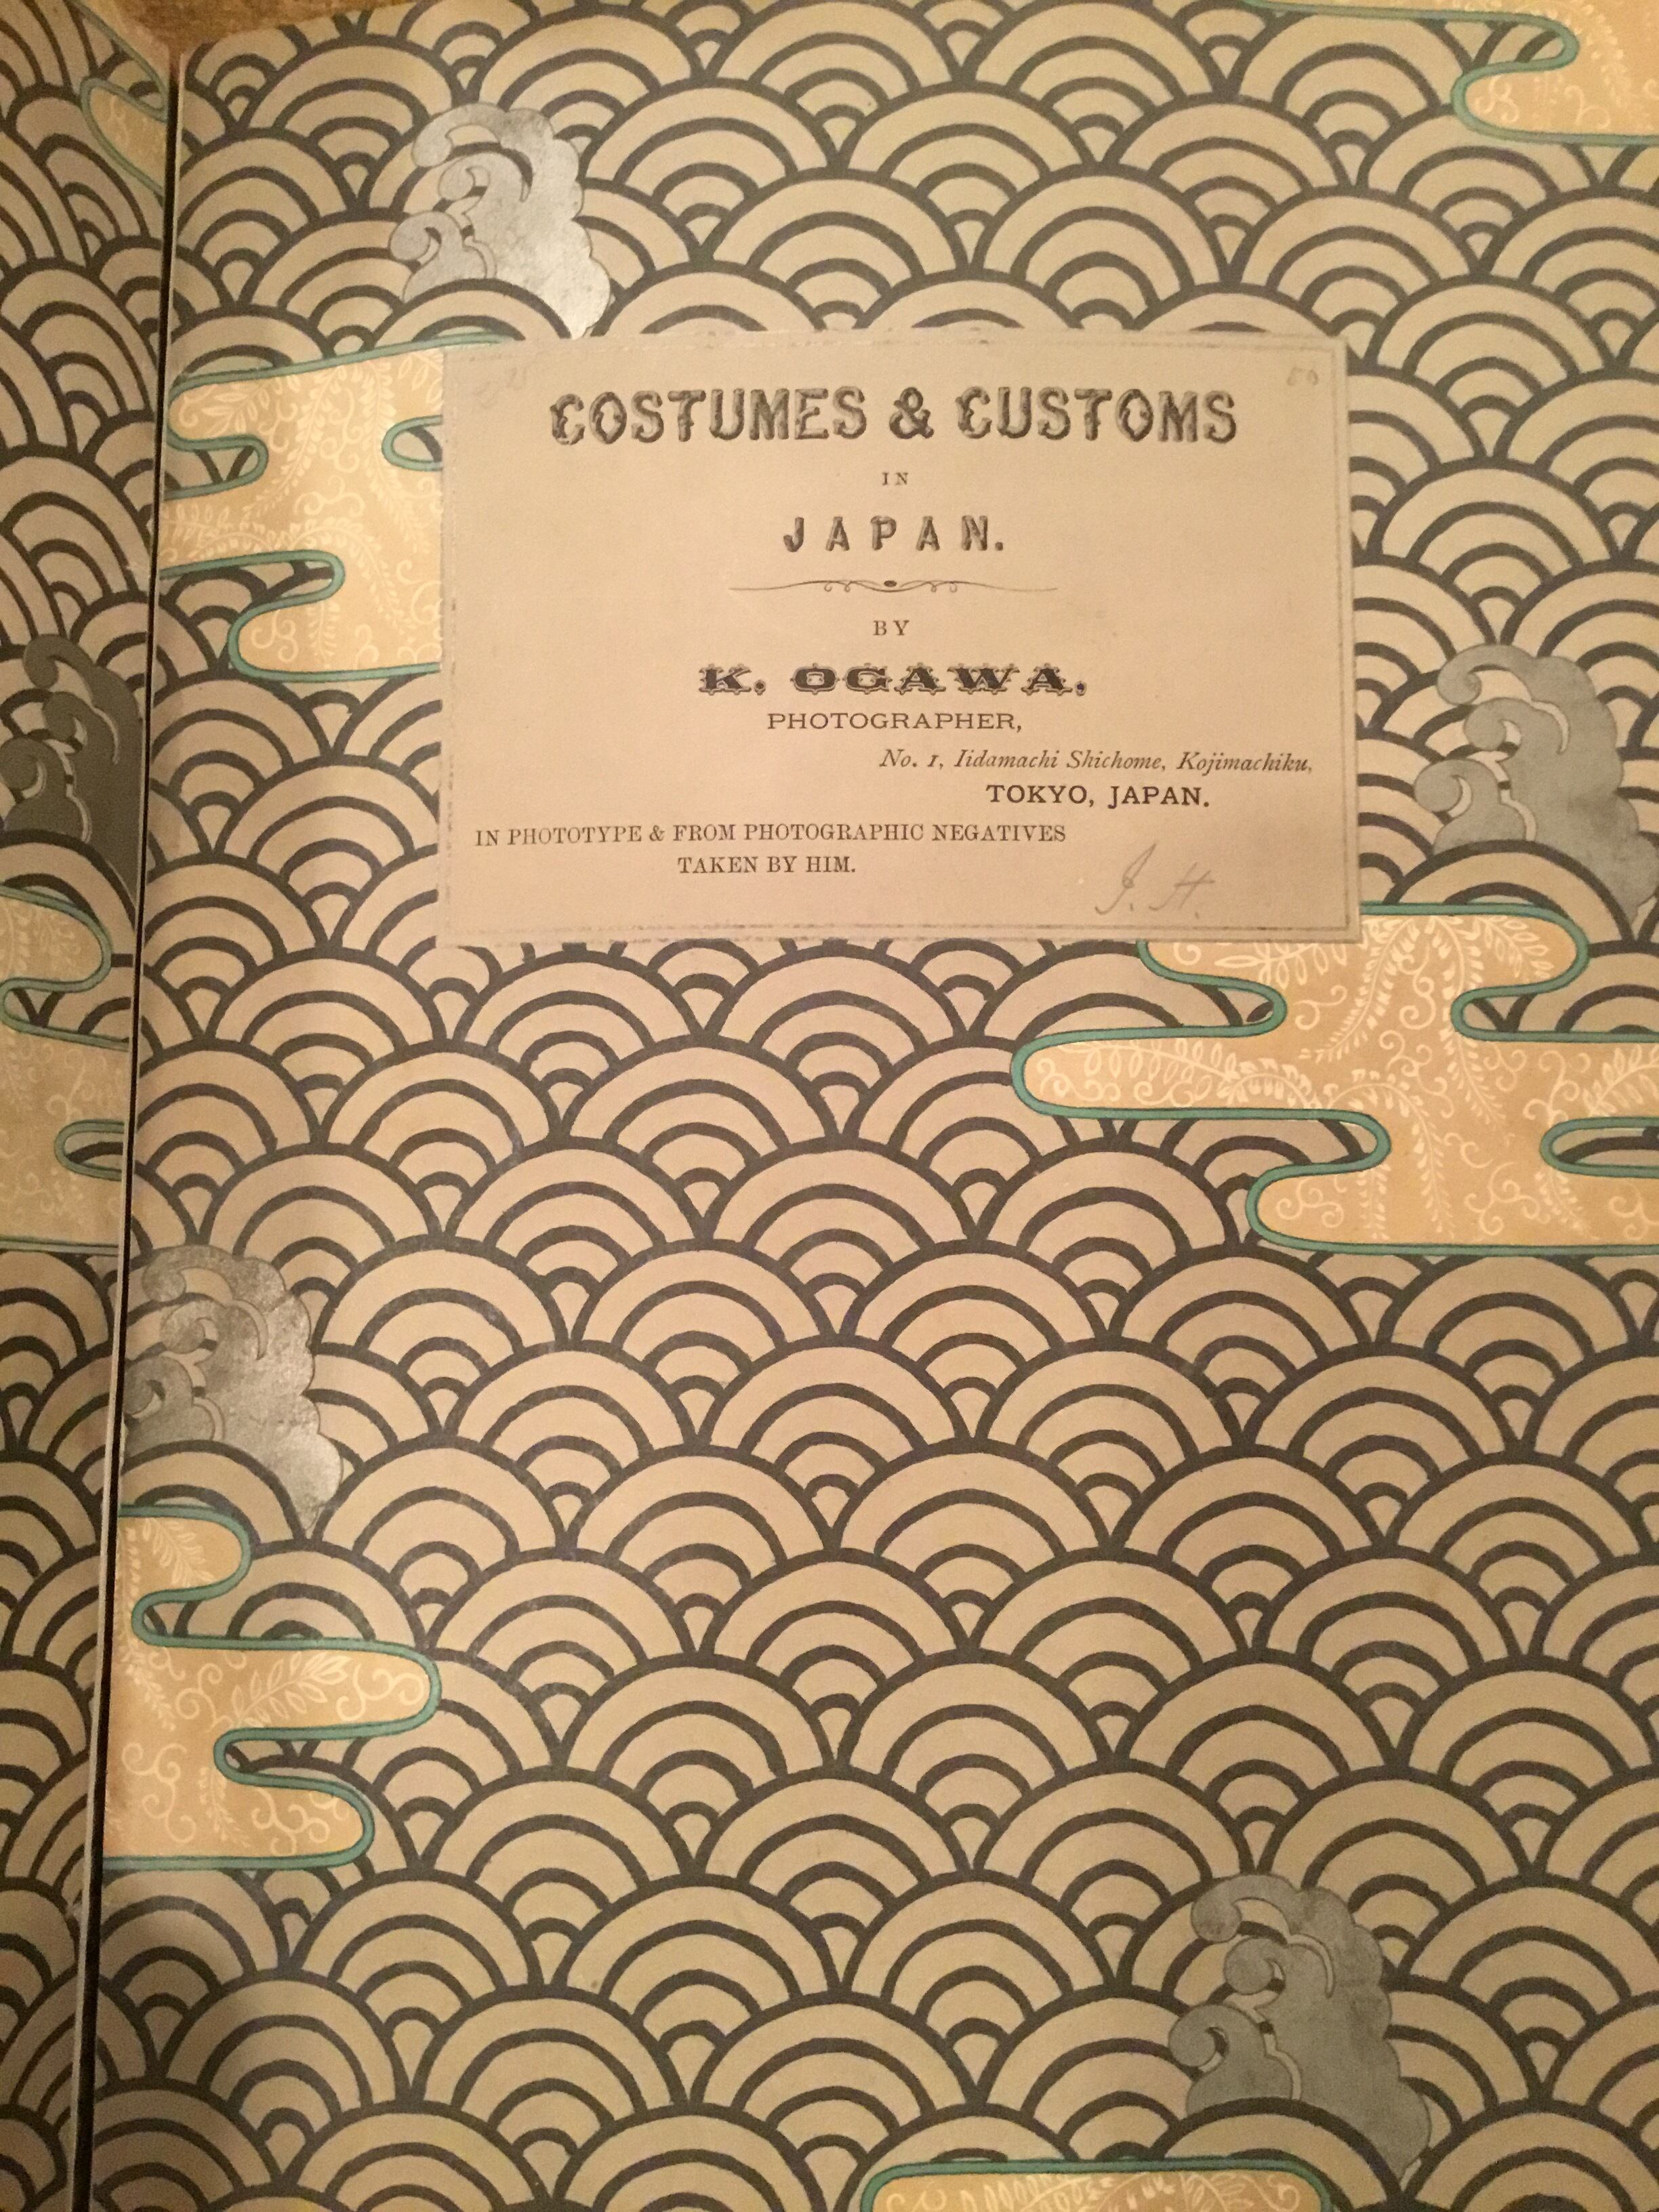 COSTUMES & CUSTOMS
IN
JAPAN.
BY
K. OGAWA.
PHOTOGRAPHER,
No. 1, Iidamachi Shichome, Kojimachiku,
TOKYO, JAPAN.
IN PHOTOTYPE & FROM PHOTOGRAPHIC NEGATIVES
TAKEN BY HIM.